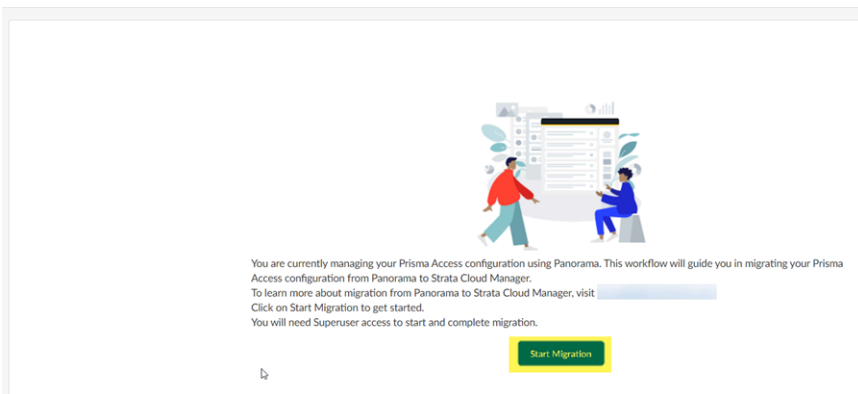 You are currently managing your Prisma Access configuration using Panorama. This workflow will guide you in migrating your Prisma
Access configuration from Panorama to Strata Cloud Manager.
To learn more about migration from Panorama to Strata Cloud Manager, visit
Click on Start Migration to get started.
You will need Superuser access to start and complete migration.
Start Migration